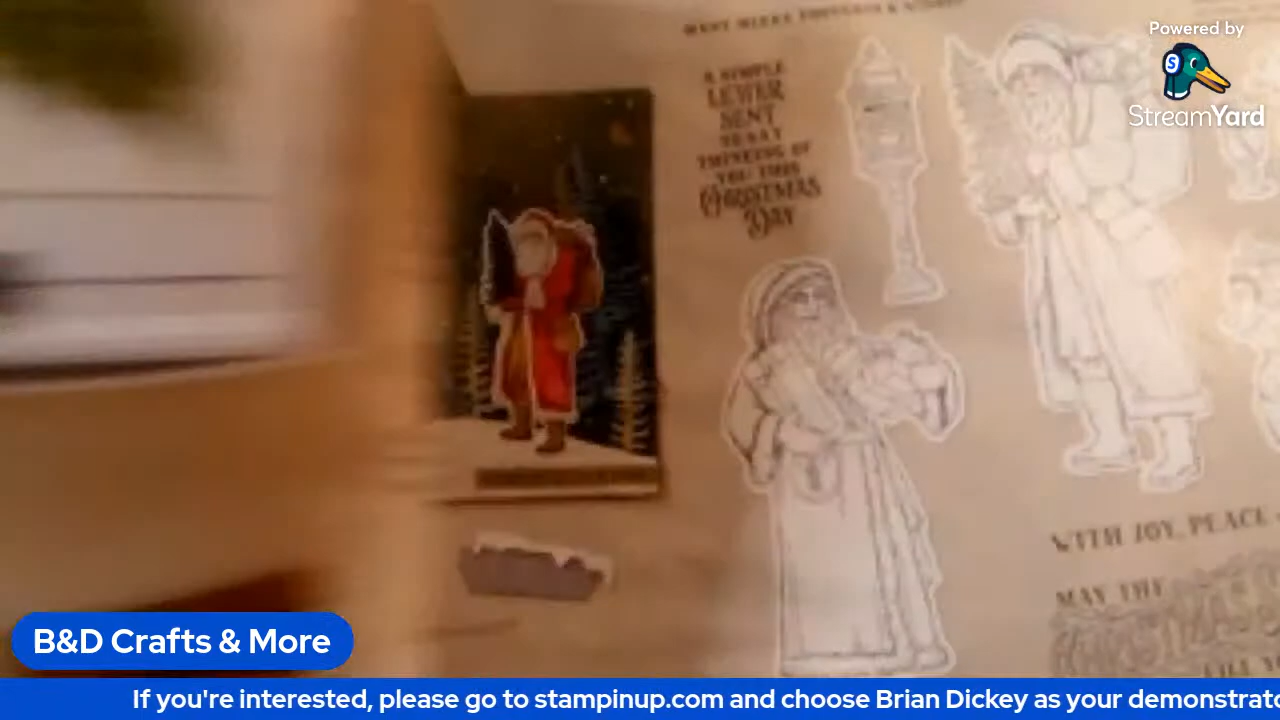 Powered by
StreamYard
A SIMPLE
LETTER
SENT
TO SAY
THINKING OF
YOU THIS
CHRISTMAS
DAY
WITH JOY, PEACE
MAY THE
B&D Crafts & More
If you're interested, please go to stampinup.com and choose Brian Dickey as your demonstrato